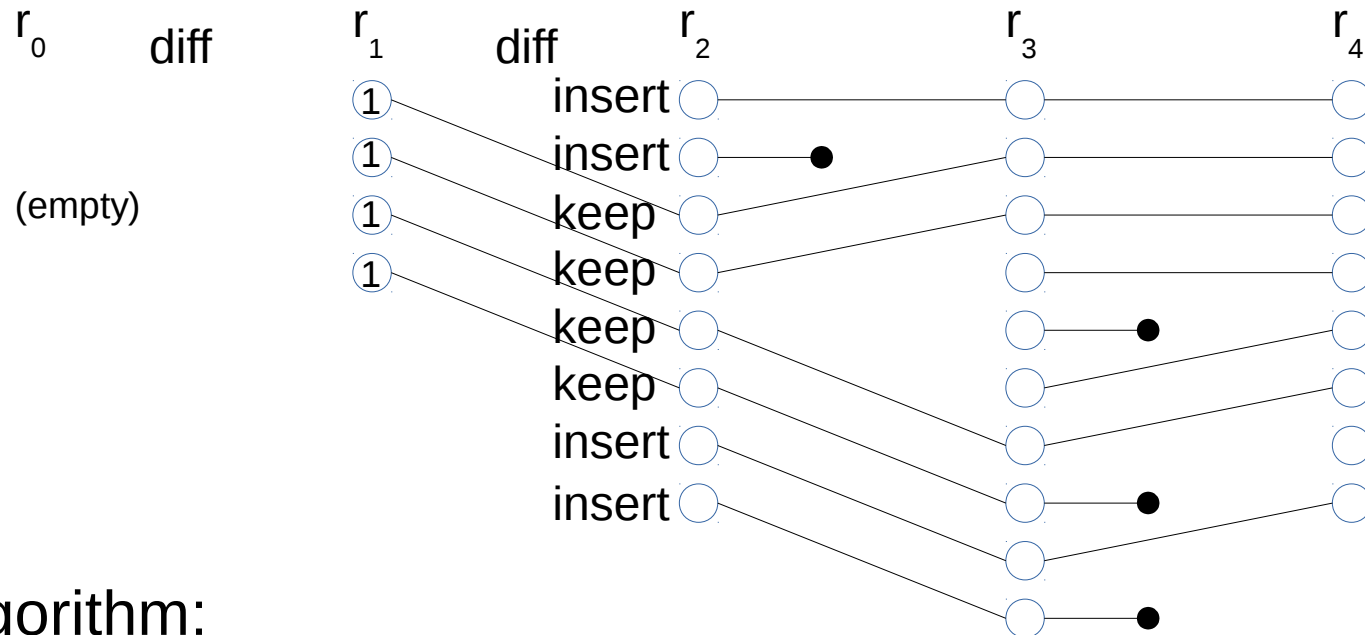 r0 diff r1 diff r2 r3 r4
1 insert
1 insert
(empty) 1 keep
1 keep
keep
keep
insert
insert
gorithm: